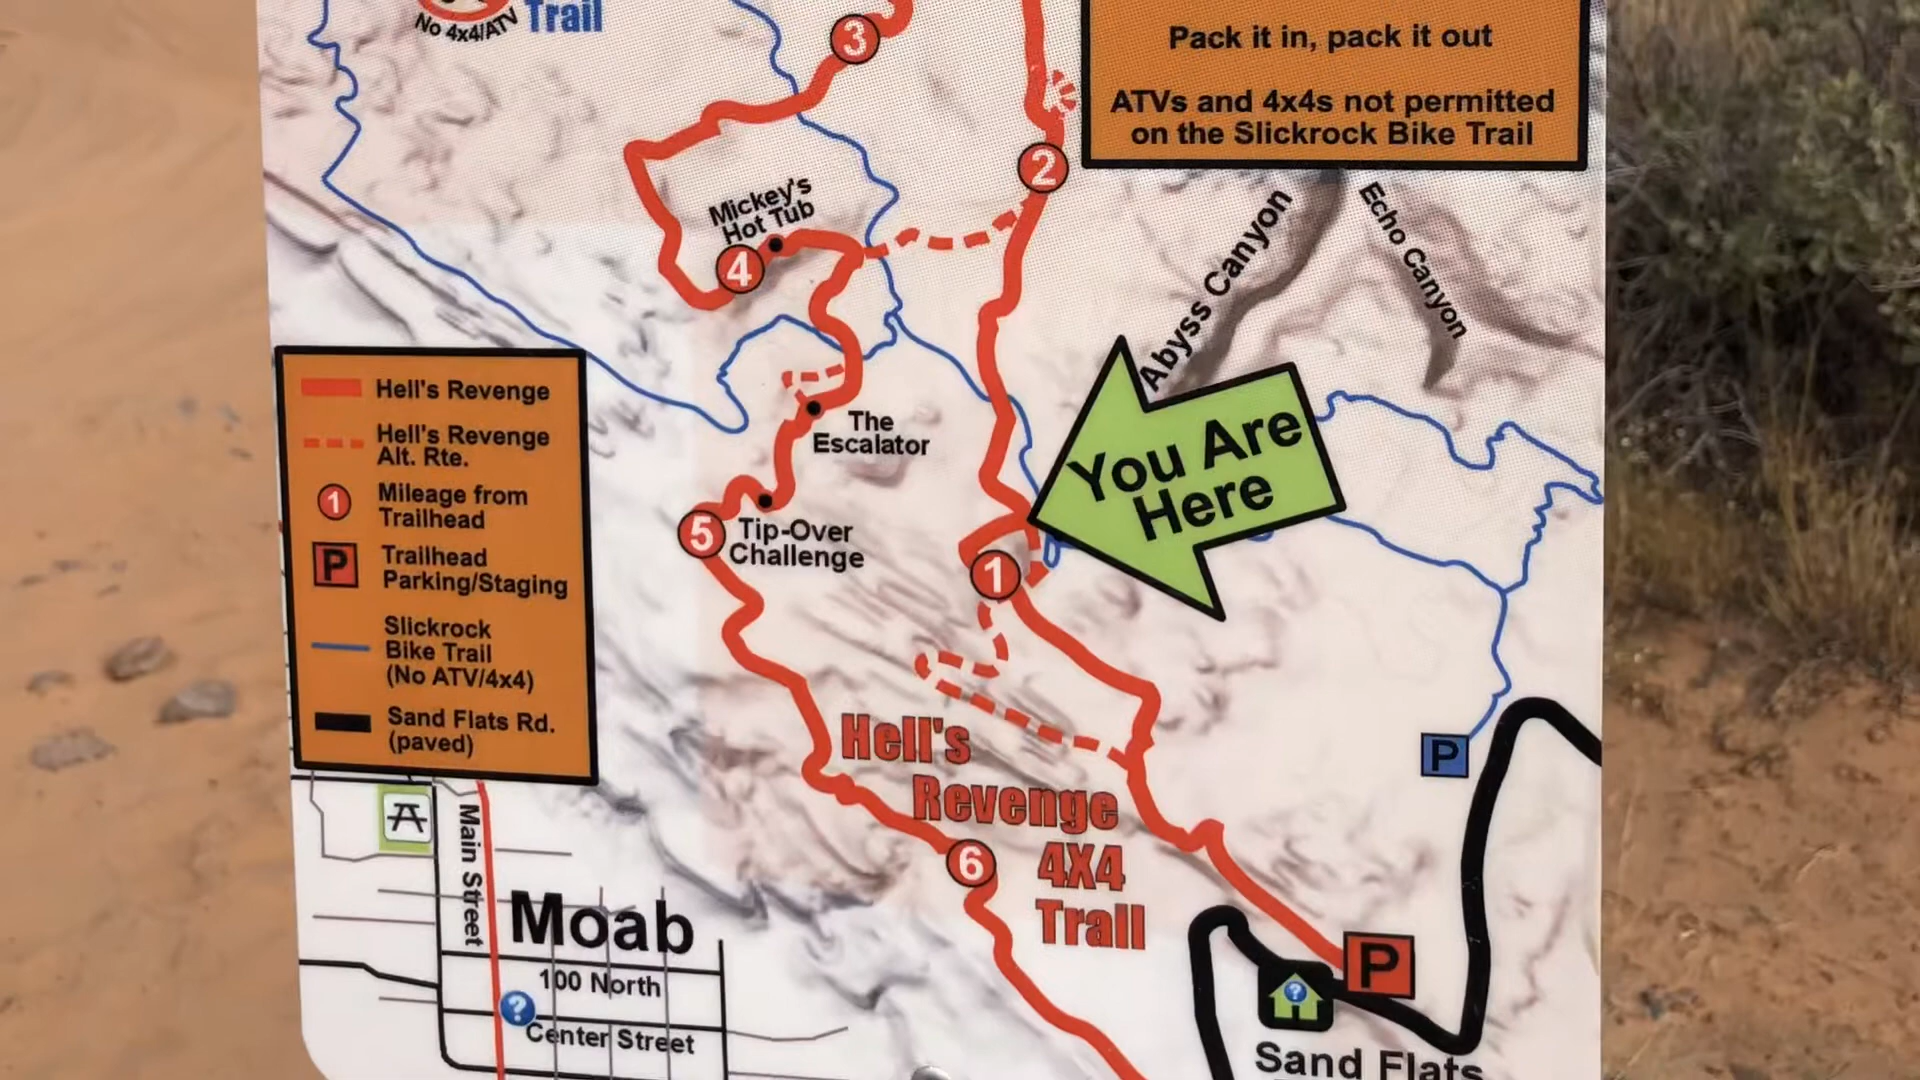 No 4x4/ATV
Trail
3
Pack it in, pack it out
ATVs and 4x4s not permitted
on the Slickrock Bike Trail
2
Mickey's
Hot Tub
4
Abyss Canyon
Echo Canyon
You Are
Here
The
Escalator
5
Tip-Over
Challenge
1
Hell's Revenge
Hell's Revenge
Alt. Rte.
1
Mileage from
Trailhead
P
Trailhead
Parking/Staging
Slickrock
Bike Trail
(No ATV/4x4)
Sand Flats Rd.
(paved)
Hell's
Revenge
4X4
Trail
6
P
Main Street
Moab
100 North
?
Center Street
P
?
Sand Flats